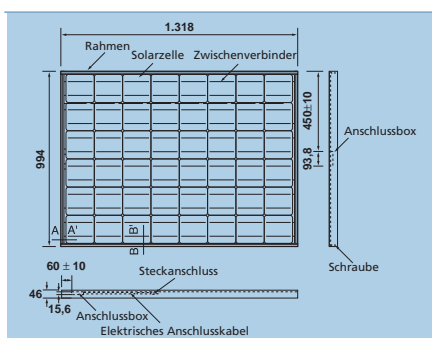 1.318
Rahmen
Solarzelle
Zwischenverbinder
994
450±10
93,8
Anschlussbox
A A'
B'
B
Schraube
60 ± 10
Steckanschluss
46
15,6
Anschlussbox
Elektrisches Anschlusskabel